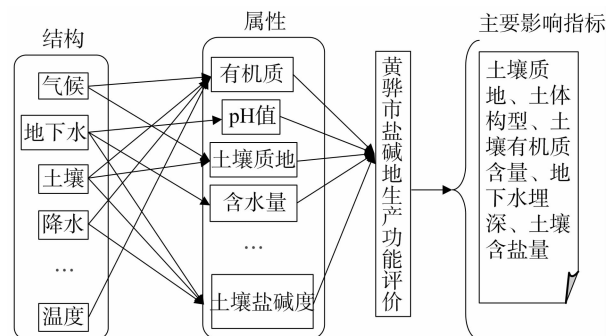 结构
气候
地下水
土壤
降水
…
温度
属性
有机质
pH值
土壤质地
含水量
…
土壤盐碱度
黄骅市盐碱地生产功能评价
主要影响指标
土壤质
地、土体
构型、土
壤有机质
含量、地
下水埋
深、土壤
含盐量